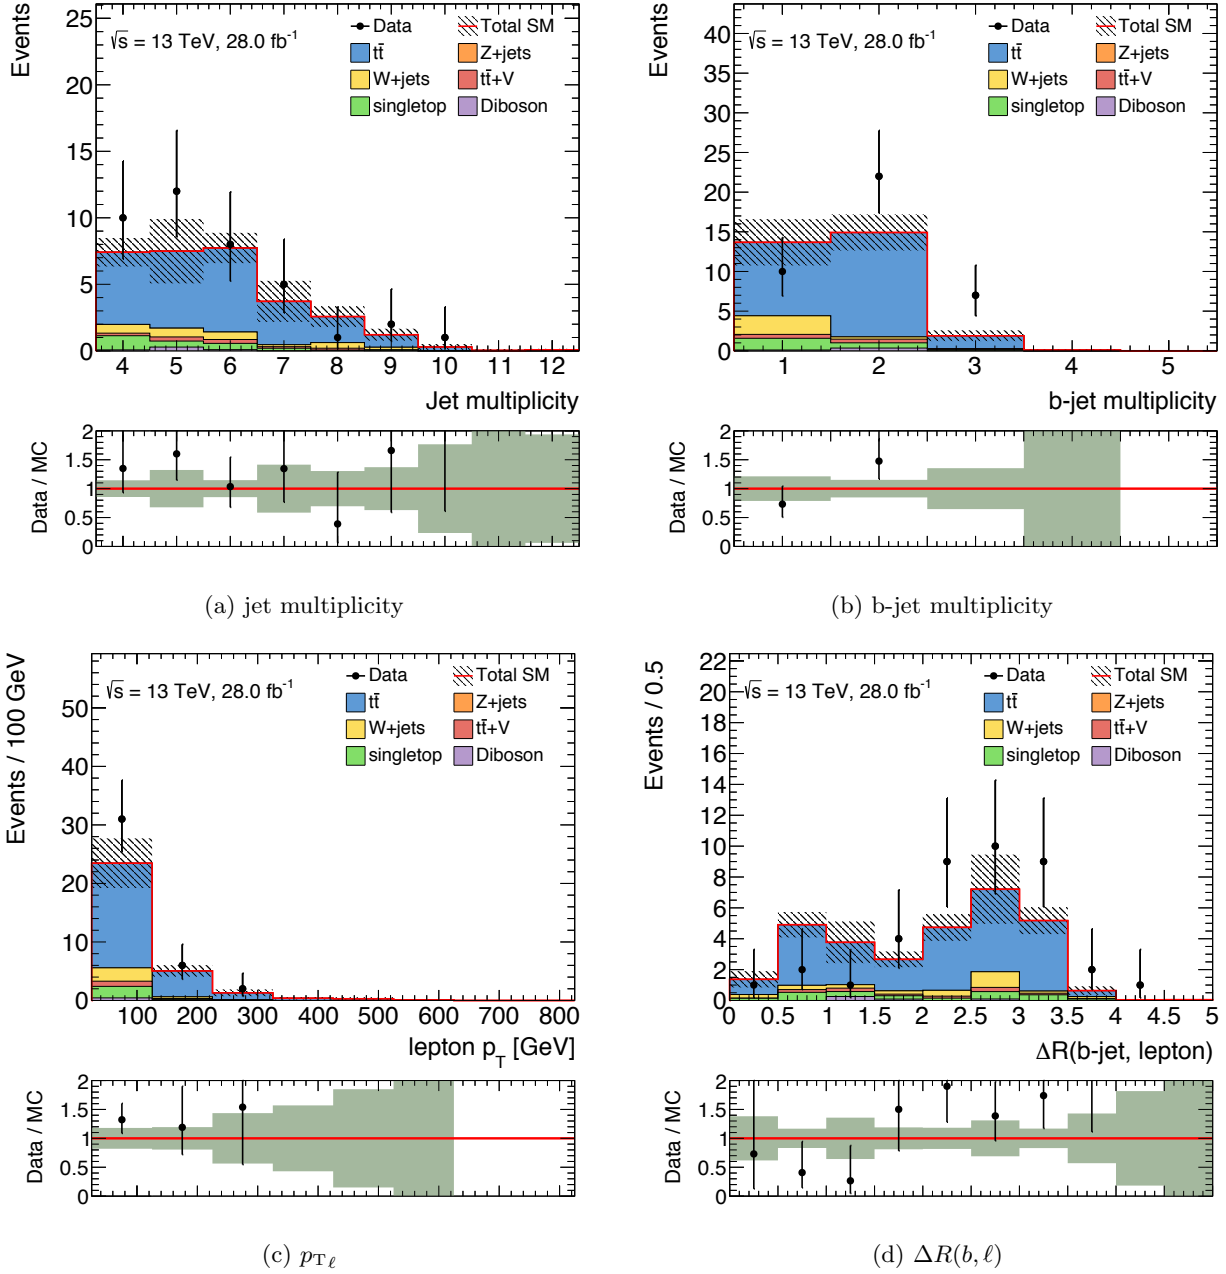 Events
√s = 13 TeV, 28.0 fb⁻¹
Data
Total SM
tt̄
Z+jets
W+jets
tt̄+V
singletop
Diboson
25
20
15
10
5
0
4 5 6 7 8 9 10 11 12
Jet multiplicity
Data / MC
2
1.5
1
0.5
0
(a) jet multiplicity
Events
√s = 13 TeV, 28.0 fb⁻¹
Data
Total SM
tt̄
Z+jets
W+jets
tt̄+V
singletop
Diboson
40
35
30
25
20
15
10
5
0
1 2 3 4 5
b-jet multiplicity
Data / MC
2
1.5
1
0.5
0
(b) b-jet multiplicity
Events / 100 GeV
√s = 13 TeV, 28.0 fb⁻¹
Data
Total SM
tt̄
Z+jets
W+jets
tt̄+V
singletop
Diboson
50
40
30
20
10
0
100 200 300 400 500 600 700 800
lepton p_T [GeV]
Data / MC
2
1.5
1
0.5
0
(c) p_Tℓ
Events / 0.5
√s = 13 TeV, 28.0 fb⁻¹
Data
Total SM
tt̄
Z+jets
W+jets
tt̄+V
singletop
Diboson
22
20
18
16
14
12
10
8
6
4
2
0
0 0.5 1 1.5 2 2.5 3 3.5 4 4.5 5
ΔR(b-jet, lepton)
Data / MC
2
1.5
1
0.5
0
(d) ΔR(b, ℓ)